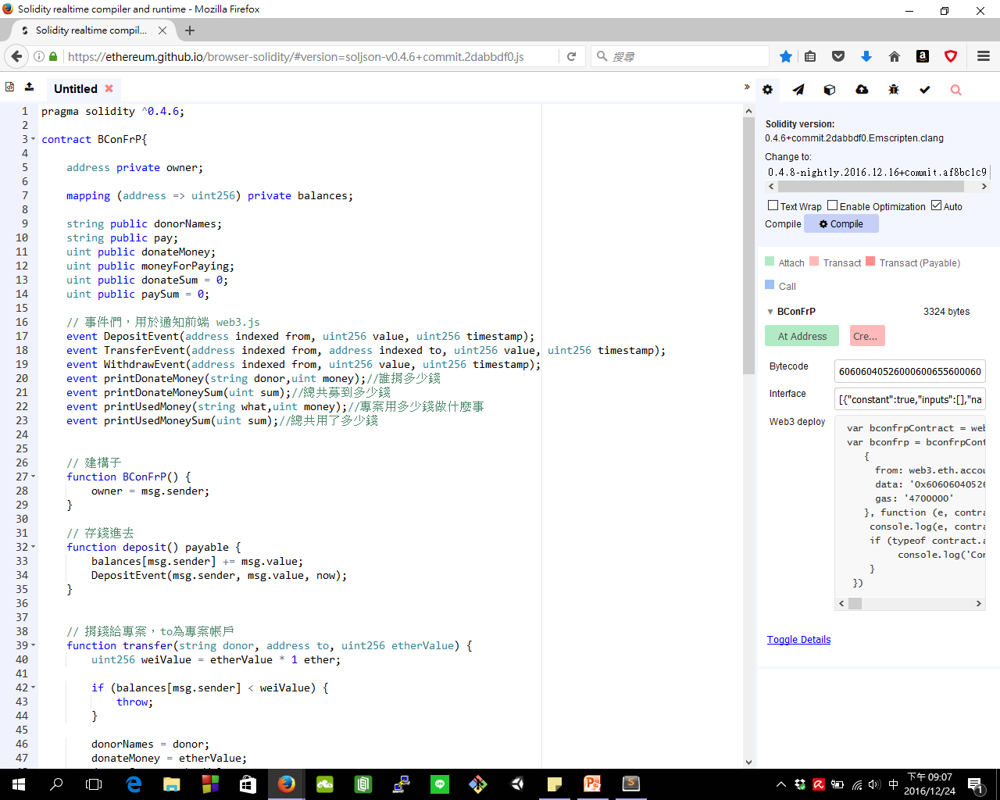 Solidity realtime compiler and runtime - Mozilla Firefox
Solidity realtime compil...
https://ethereum.github.io/browser-solidity/#version=soljson-v0.4.6+commit.2dabbdf0.js
搜尋
Untitled
1 pragma solidity ^0.4.6;
2
3 contract BConFrP{
4
5 address private owner;
6
7 mapping (address => uint256) private balances;
8
9 string public donorNames;
10 string public pay;
11 uint public donateMoney;
12 uint public moneyForPaying;
13 uint public donateSum = 0;
14 uint public paySum = 0;
15
16 // 事件們，用於通知前端 web3.js
17 event DepositEvent(address indexed from, uint256 value, uint256 timestamp);
18 event TransferEvent(address indexed from, address indexed to, uint256 value, uint256 timestamp);
19 event WithdrawEvent(address indexed from, uint256 value, uint256 timestamp);
20 event printDonateMoney(string donor,uint money);//誰捐多少錢
21 event printDonateMoneySum(uint sum);//總共募到多少錢
22 event printUsedMoney(string what,uint money);//專案用多少錢做什麼事
23 event printUsedMoneySum(uint sum);//總共用了多少錢
24
25
26 // 建構子
27 function BConFrP() {
28 owner = msg.sender;
29 }
30
31 // 存錢進去
32 function deposit() payable {
33 balances[msg.sender] += msg.value;
34 DepositEvent(msg.sender, msg.value, now);
35 }
36
37
38 // 捐錢給專案，to為專案帳戶
39 function transfer(string donor, address to, uint256 etherValue) {
40 uint256 weiValue = etherValue * 1 ether;
41
42 if (balances[msg.sender] < weiValue) {
43 throw;
44 }
45
46 donorNames = donor;
47 donateMoney = etherValue;
Solidity version:
0.4.6+commit.2dabbdf0.Emscripten.clang
Change to:
0.4.8-nightly.2016.12.16+commit.af8bc1c9
Text Wrap Enable Optimization Auto
Compile Compile
Attach Transact Transact (Payable)
Call
BConFrP 3324 bytes
At Address Cre...
Bytecode 60606040526000600655600060
Interface [{"constant":true,"inputs":[],"na
Web3 deploy var bconfrpContract = web
var bconfrp = bconfrpCont
{
from: web3.eth.accou
data: '0x60606040526
gas: '4700000'
}, function (e, contra
console.log(e, contra
if (typeof contract.a
console.log('Con
}
})
Toggle Details
中
下午 09:07
2016/12/24
1